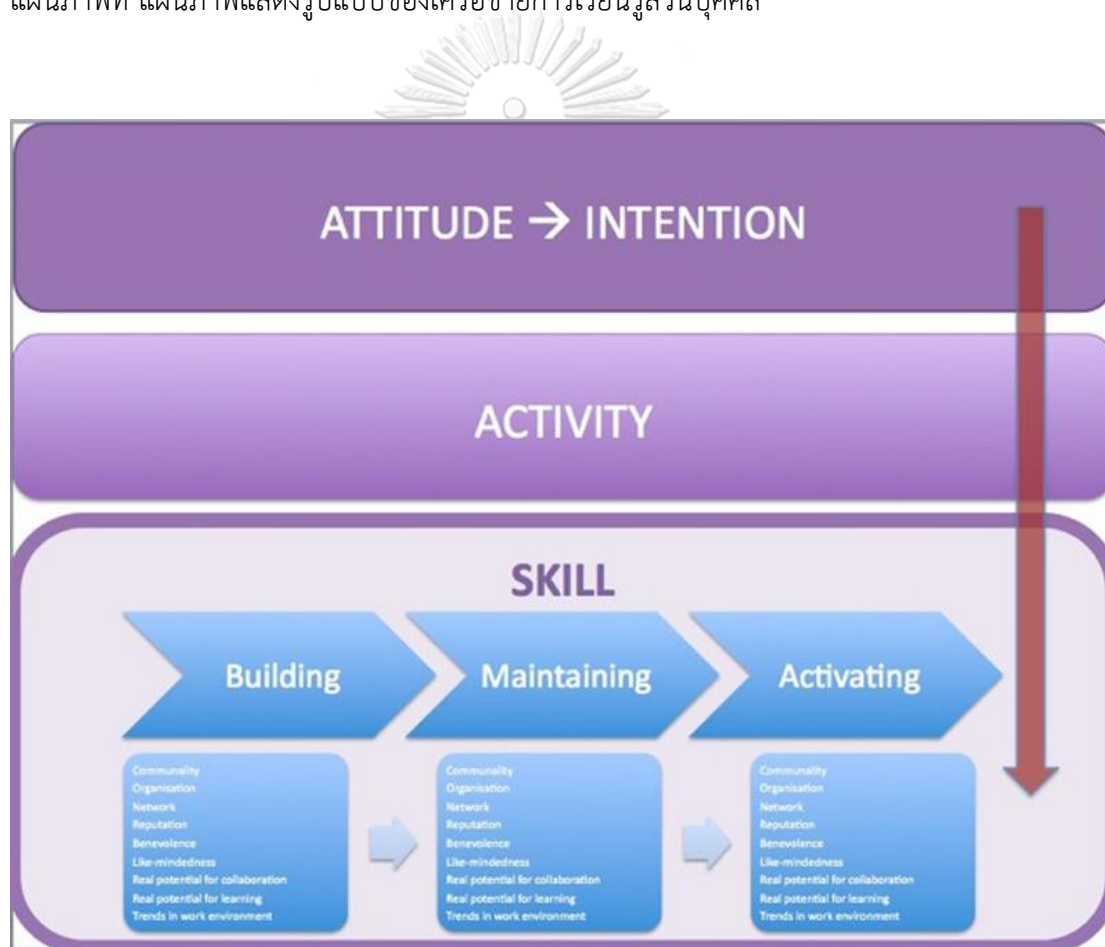 แผนภาพที่ แผนภาพแสดงรูปแบบของเครือข่ายการเรียนรู้ส่วนบุคคล
ATTITUDE → INTENTION
ACTIVITY
SKILL
Building
Maintaining
Activating
Communality
Organisation
Network
Reputation
Benevolence
Like-mindedness
Real potential for collaboration
Real potential for learning
Trends in work environment
Communality
Organisation
Network
Reputation
Benevolence
Like-mindedness
Real potential for collaboration
Real potential for learning
Trends in work environment
Communality
Organisation
Network
Reputation
Benevolence
Like-mindedness
Real potential for collaboration
Real potential for learning
Trends in work environment